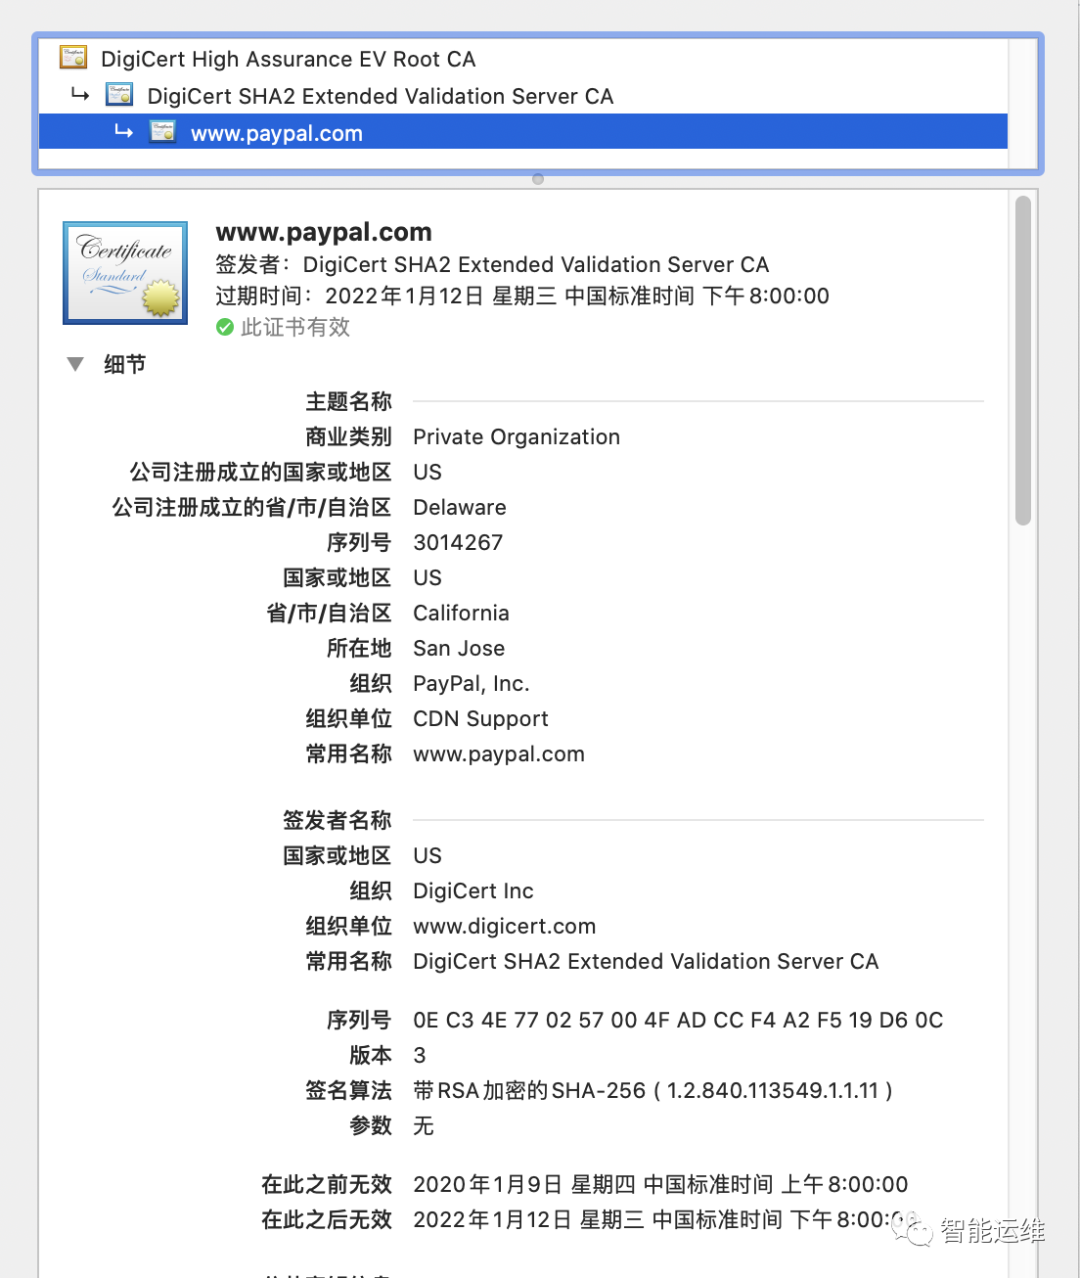 DigiCert High Assurance EV Root CA
↳ DigiCert SHA2 Extended Validation Server CA
↳ www.paypal.com
Certificate
Standard
www.paypal.com
签发者：DigiCert SHA2 Extended Validation Server CA
过期时间：2022年1月12日 星期三 中国标准时间 下午8:00:00
此证书有效
细节
主题名称
商业类别 Private Organization
公司注册成立的国家或地区 US
公司注册成立的省/市/自治区 Delaware
序列号 3014267
国家或地区 US
省/市/自治区 California
所在地 San Jose
组织 PayPal, Inc.
组织单位 CDN Support
常用名称 www.paypal.com
签发者名称
国家或地区 US
组织 DigiCert Inc
组织单位 www.digicert.com
常用名称 DigiCert SHA2 Extended Validation Server CA
序列号 0E C3 4E 77 02 57 00 4F AD CC F4 A2 F5 19 D6 0C
版本 3
签名算法 带RSA加密的SHA-256 ( 1.2.840.113549.1.1.11 )
参数 无
在此之前无效 2020年1月9日 星期四 中国标准时间 上午8:00:00
在此之后无效 2022年1月12日 星期三 中国标准时间 下午8:00:00
智能运维